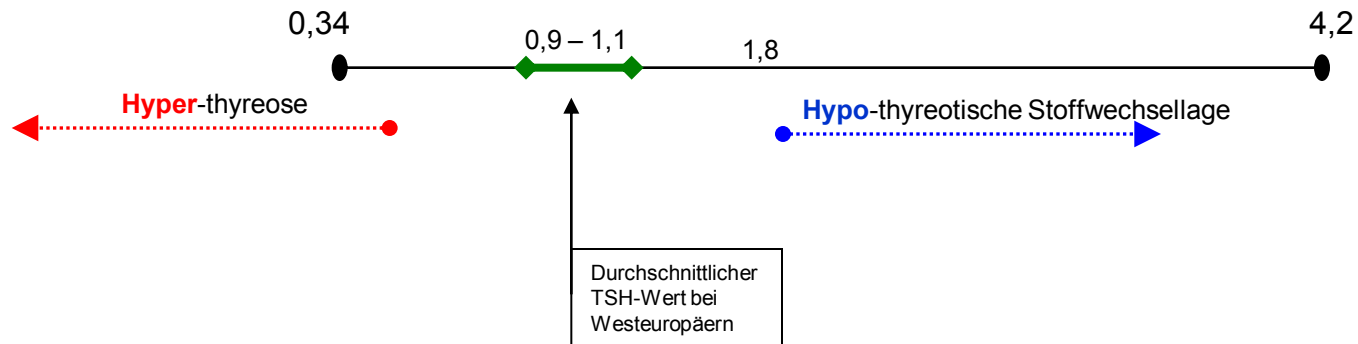 0,34
0,9 – 1,1
1,8
4,2
Hyper-thyreose
Hypo-thyreotische Stoffwechsellage
Durchschnittlicher
TSH-Wert bei
Westeuropäern